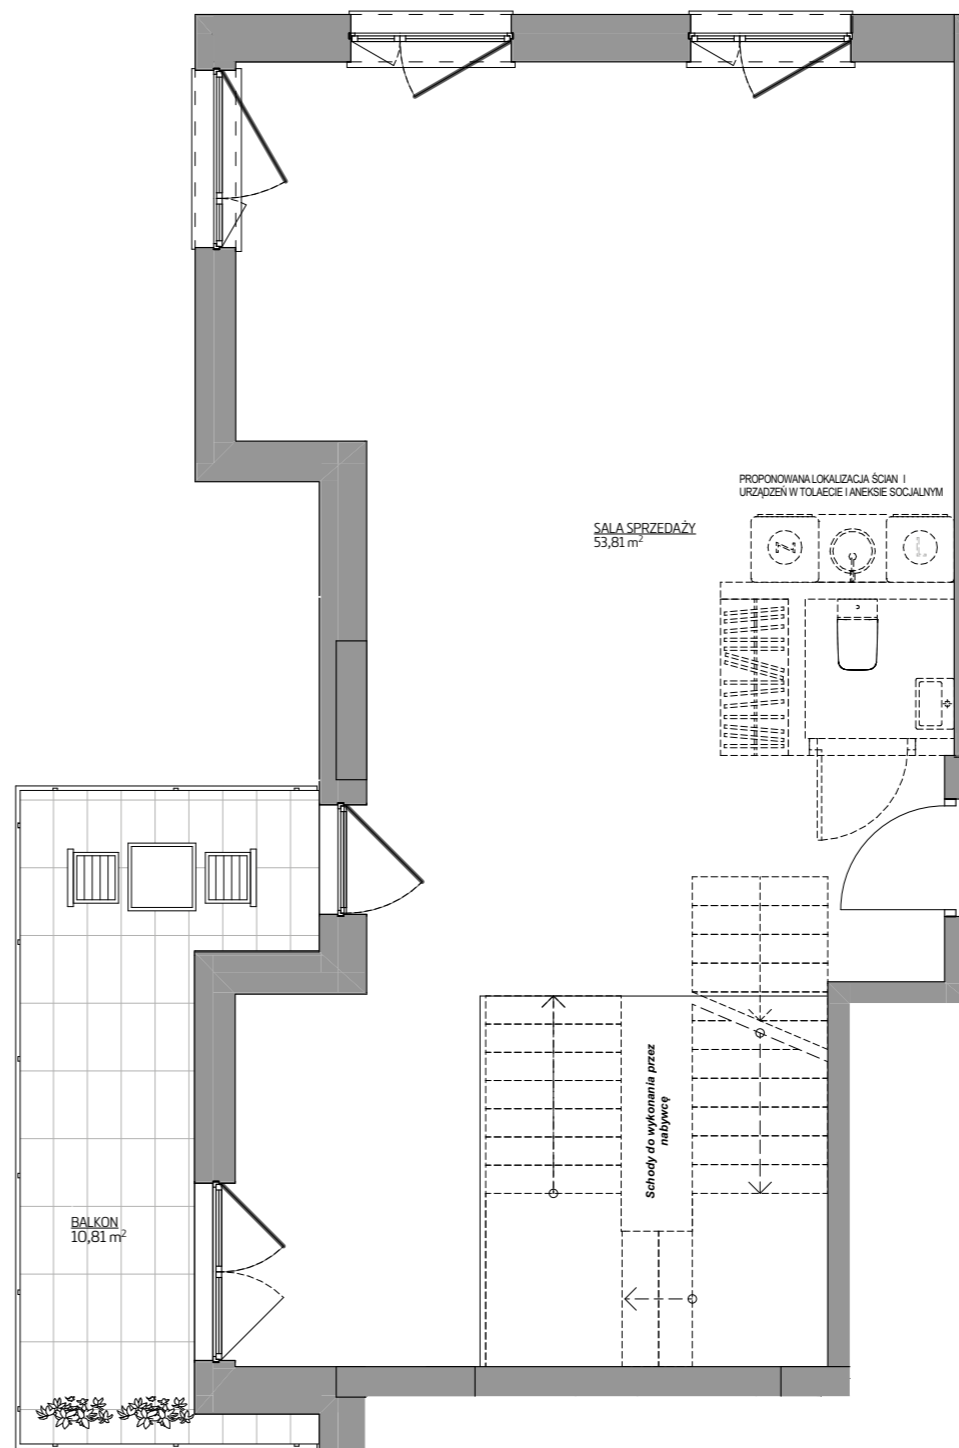 PROPONOWANA LOKALIZACJA ŚCIAN I
URZĄDZEŃ W TOLAECIE I ANEKSIE SOCJALNYM
SALA SPRZEDAŻY
53,81 m²
Schody do wykonania przez
nabywcę
BALKON
10,81 m²